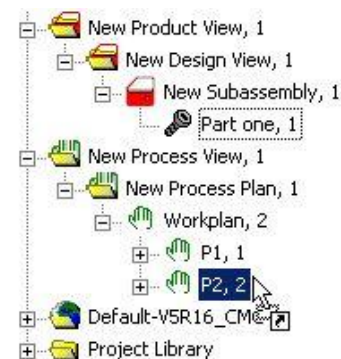 New Product View, 1
New Design View, 1
New Subassembly, 1
Part one, 1
New Process View, 1
New Process Plan, 1
Workplan, 2
P1, 1
P2, 2
Default-V5R16_CMC
Project Library